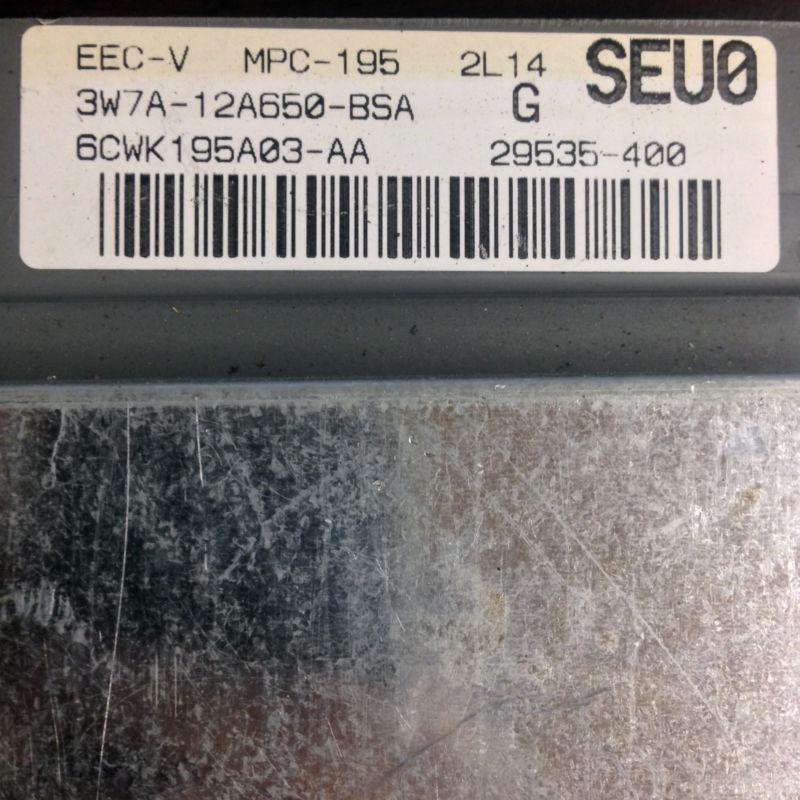 EEC-V MPC-195 2L14 SEU0
3W7A-12A650-BSA G
6CWK195A03-AA 29535-400